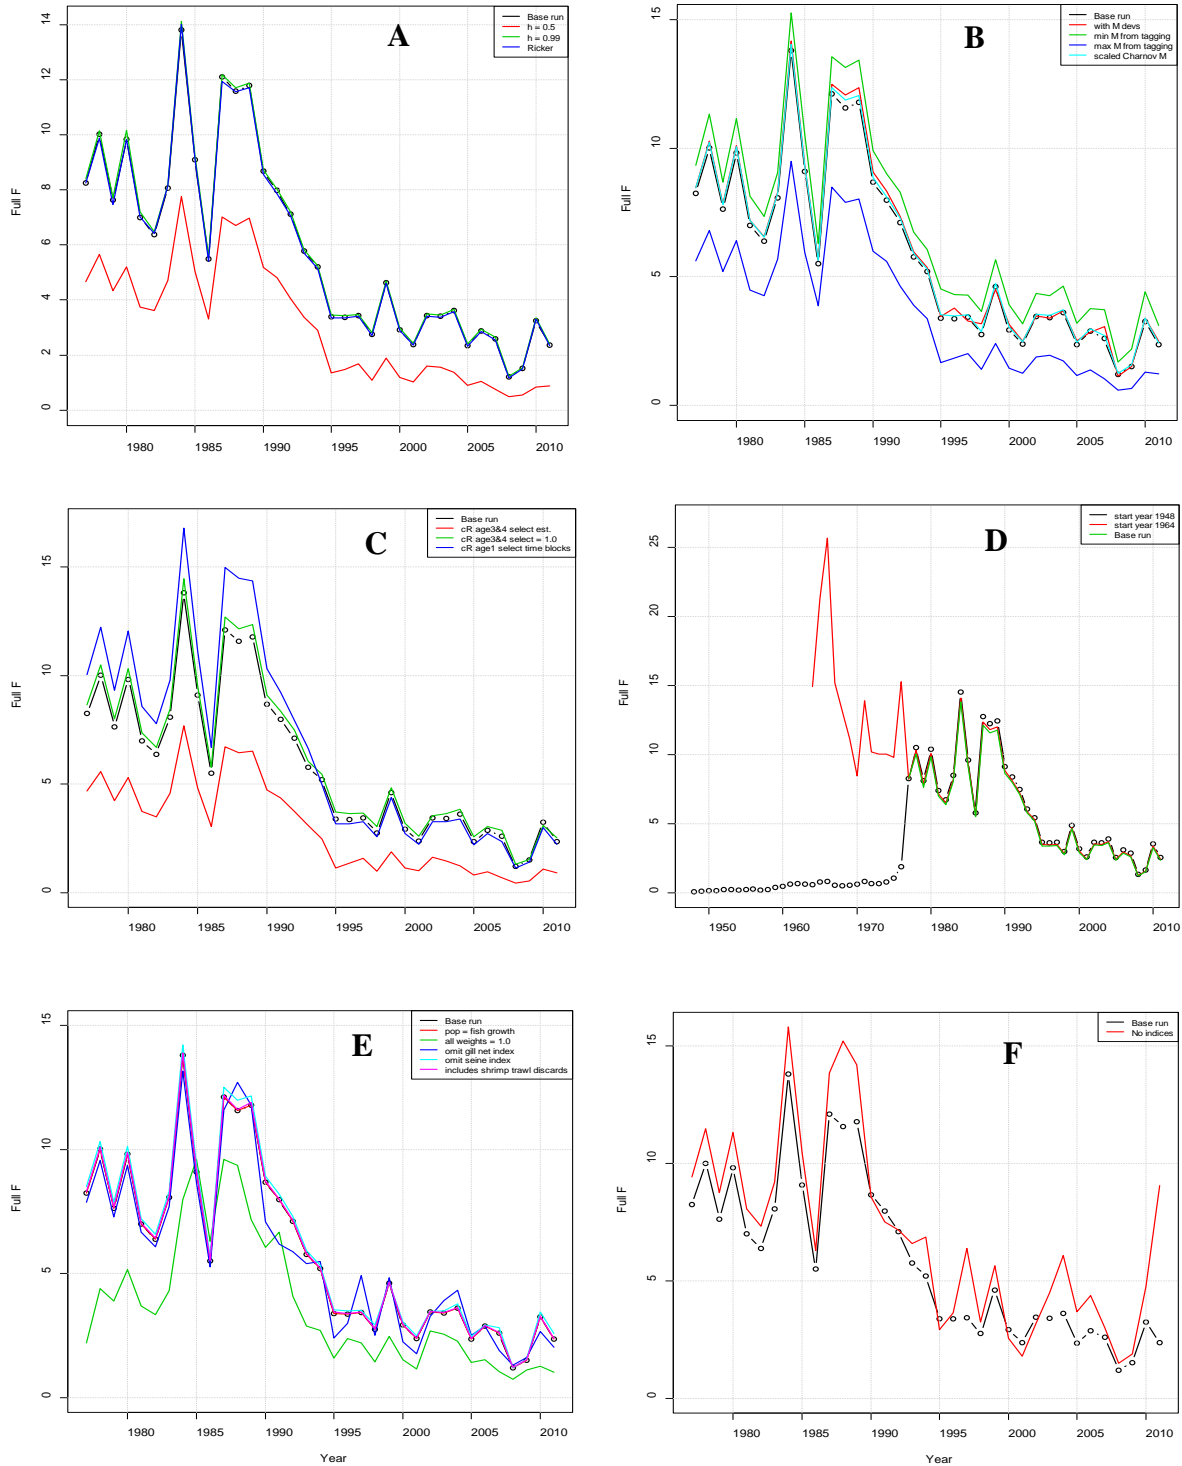 A
Base run
h = 0.5
h = 0.99
Ricker
Full F
0
2
4
6
8
10
12
14
1980
1985
1990
1995
2000
2005
2010
B
Base run
with M devs
min M from tagging
max M from tagging
scaled Charnov M
Full F
0
5
10
15
1980
1985
1990
1995
2000
2005
2010
C
Base run
cR age3&4 select est.
cR age3&4 select = 1.0
cR age1 select time blocks
Full F
0
5
10
15
1980
1985
1990
1995
2000
2005
2010
D
start year 1948
start year 1964
Base run
Full F
0
5
10
15
20
25
1950
1960
1970
1980
1990
2000
2010
E
Base run
pop = fish growth
all weights = 1.0
omit gill net index
omit seine index
includes shrimp trawl discards
Full F
0
5
10
15
1980
1985
1990
1995
2000
2005
2010
Year
F
Base run
No indices
Full F
0
5
10
15
1980
1985
1990
1995
2000
2005
2010
Year